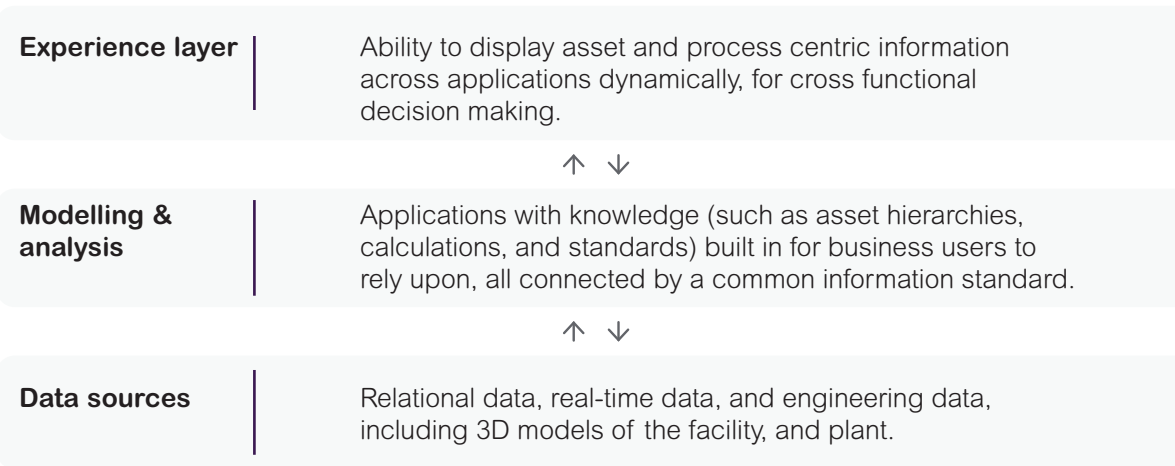 Experience layer
Ability to display asset and process centric information
across applications dynamically, for cross functional
decision making.
Modelling &
analysis
Applications with knowledge (such as asset hierarchies,
calculations, and standards) built in for business users to
rely upon, all connected by a common information standard.
Data sources
Relational data, real-time data, and engineering data,
including 3D models of the facility, and plant.